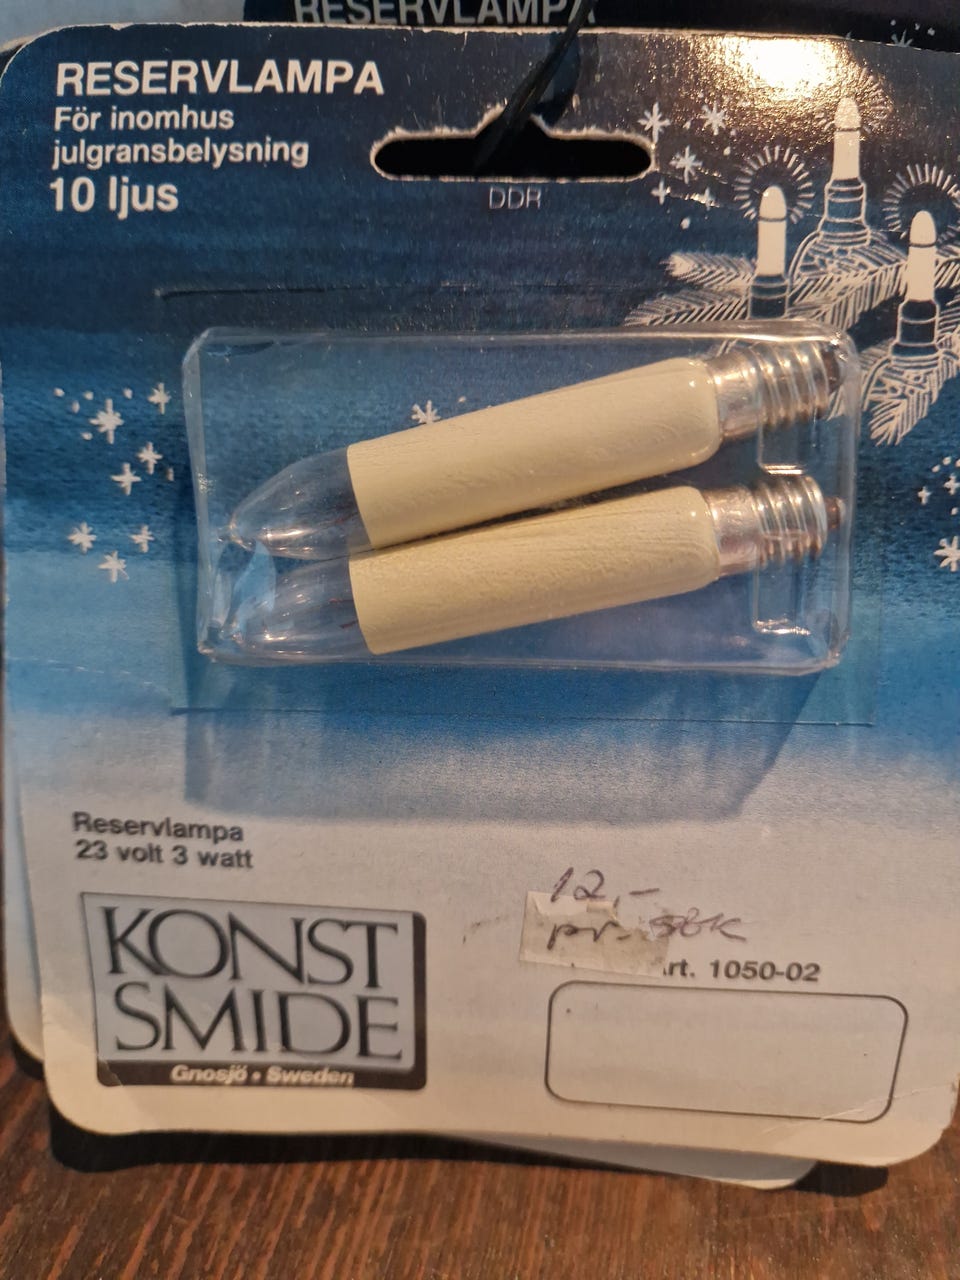 RESERVLAMPA
RESERVLAMPA
För inomhus
julgransbelysning
10 ljus
DDR
Reservlampa
23 volt 3 watt
12,-
pr.
Art. 1050-02
KONST
SMIDE
Gnosjö • Sweden